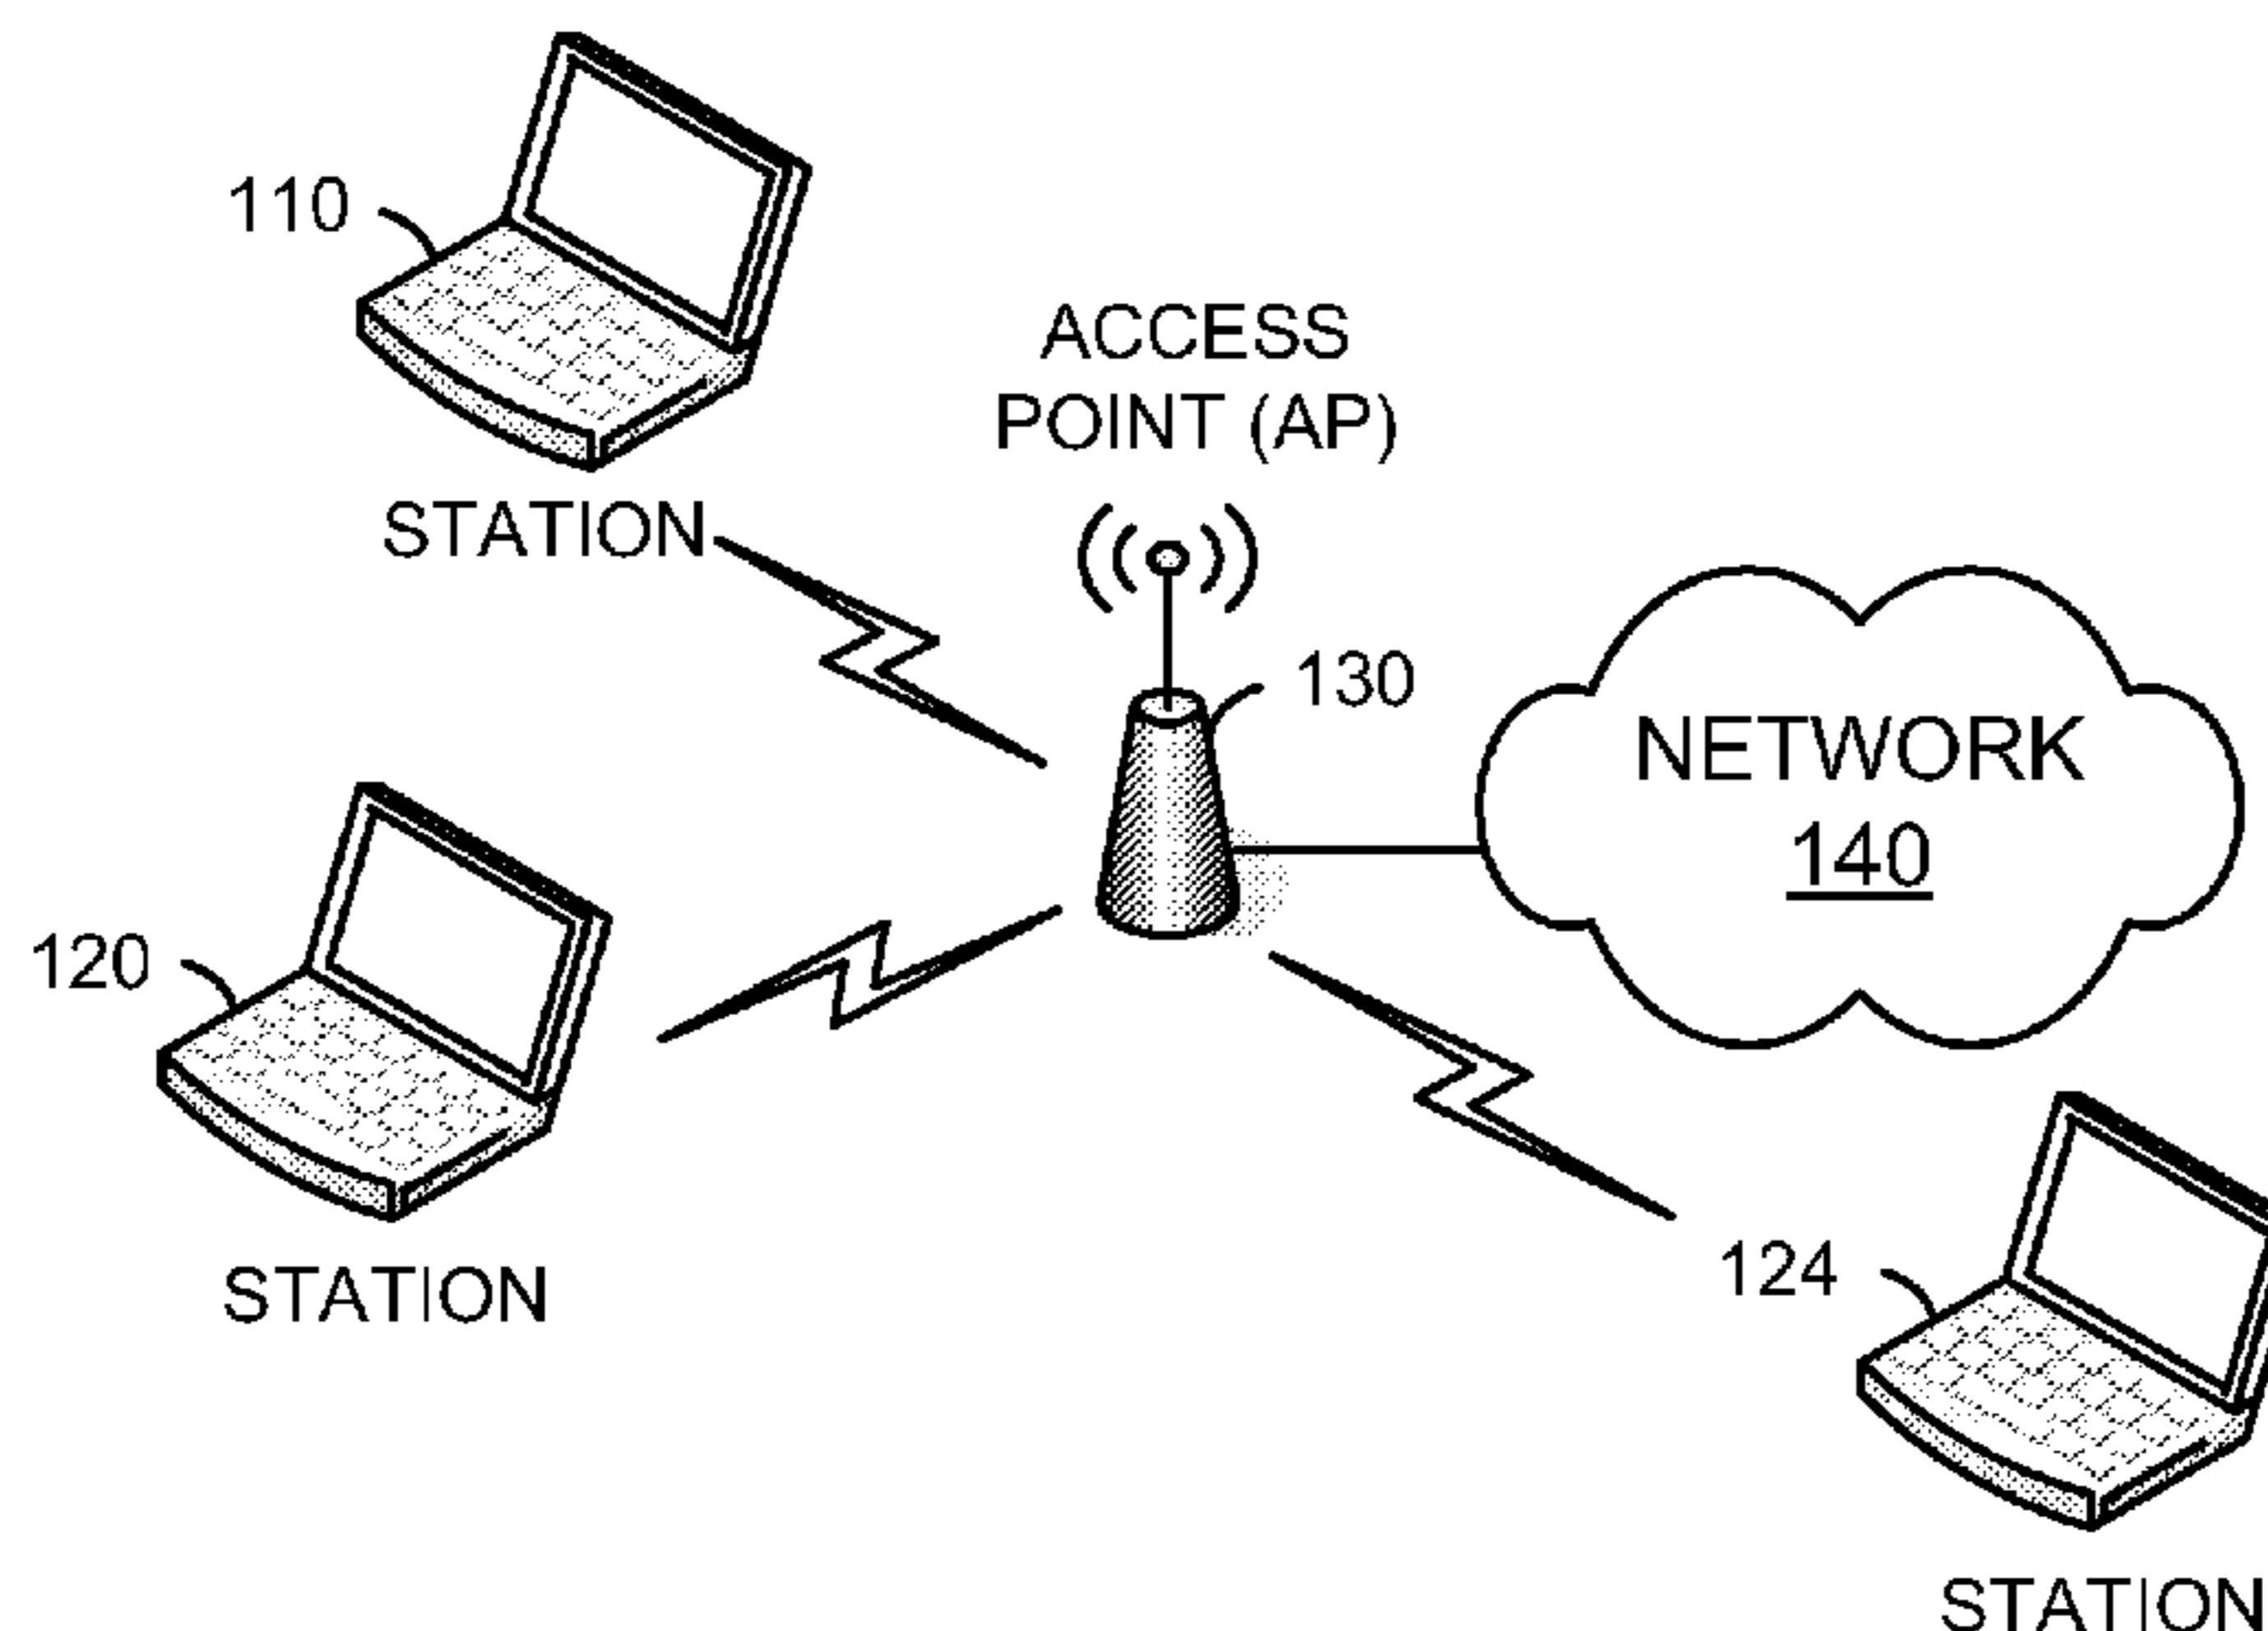 110
STATION
ACCESS
POINT (AP)
130
NETWORK
140
120
STATION
124
STATION